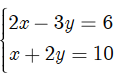 2x − 3y = 6
x + 2y = 10